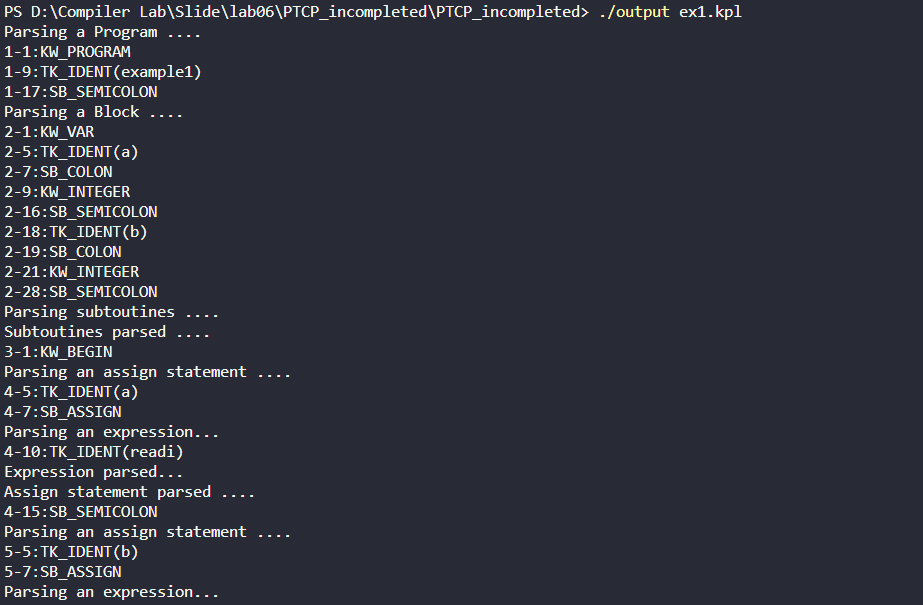 PS D:\Compiler Lab\Slide\lab06\PTCP_incompleted\PTCP_incompleted> ./output ex1.kpl
Parsing a Program ....
1-1:KW_PROGRAM
1-9:TK_IDENT(example1)
1-17:SB_SEMICOLON
Parsing a Block ....
2-1:KW_VAR
2-5:TK_IDENT(a)
2-7:SB_COLON
2-9:KW_INTEGER
2-16:SB_SEMICOLON
2-18:TK_IDENT(b)
2-19:SB_COLON
2-21:KW_INTEGER
2-28:SB_SEMICOLON
Parsing subtoutines ....
Subtoutines parsed ....
3-1:KW_BEGIN
Parsing an assign statement ....
4-5:TK_IDENT(a)
4-7:SB_ASSIGN
Parsing an expression...
4-10:TK_IDENT(readi)
Expression parsed...
Assign statement parsed ....
4-15:SB_SEMICOLON
Parsing an assign statement ....
5-5:TK_IDENT(b)
5-7:SB_ASSIGN
Parsing an expression...